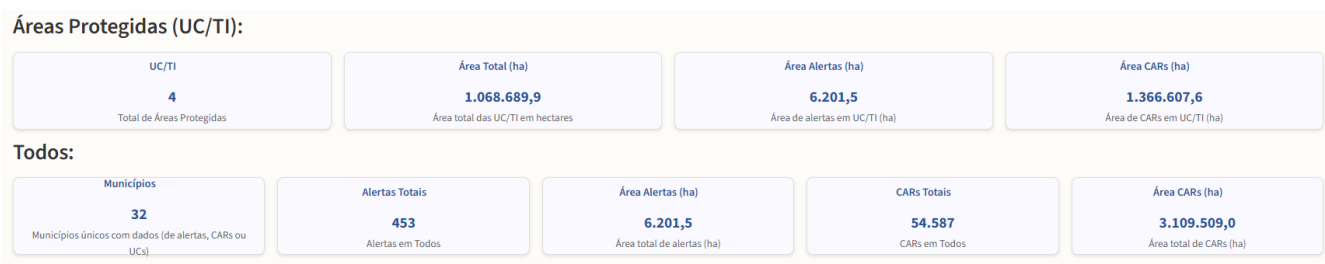 Áreas Protegidas (UC/TI):
UC/TI
4
Total de Áreas Protegidas
Área Total (ha)
1.068.689,9
Área total das UC/TI em hectares
Área Alertas (ha)
6.201,5
Área de alertas em UC/TI (ha)
Área CARs (ha)
1.366.607,6
Área de CARs em UC/TI (ha)
Todos:
Municípios
32
Municípios únicos com dados (de alertas, CARs ou
UCs)
Alertas Totais
453
Alertas em Todos
Área Alertas (ha)
6.201,5
Área total de alertas (ha)
CARs Totais
54.587
CARs em Todos
Área CARs (ha)
3.109.509,0
Área total de CARs (ha)